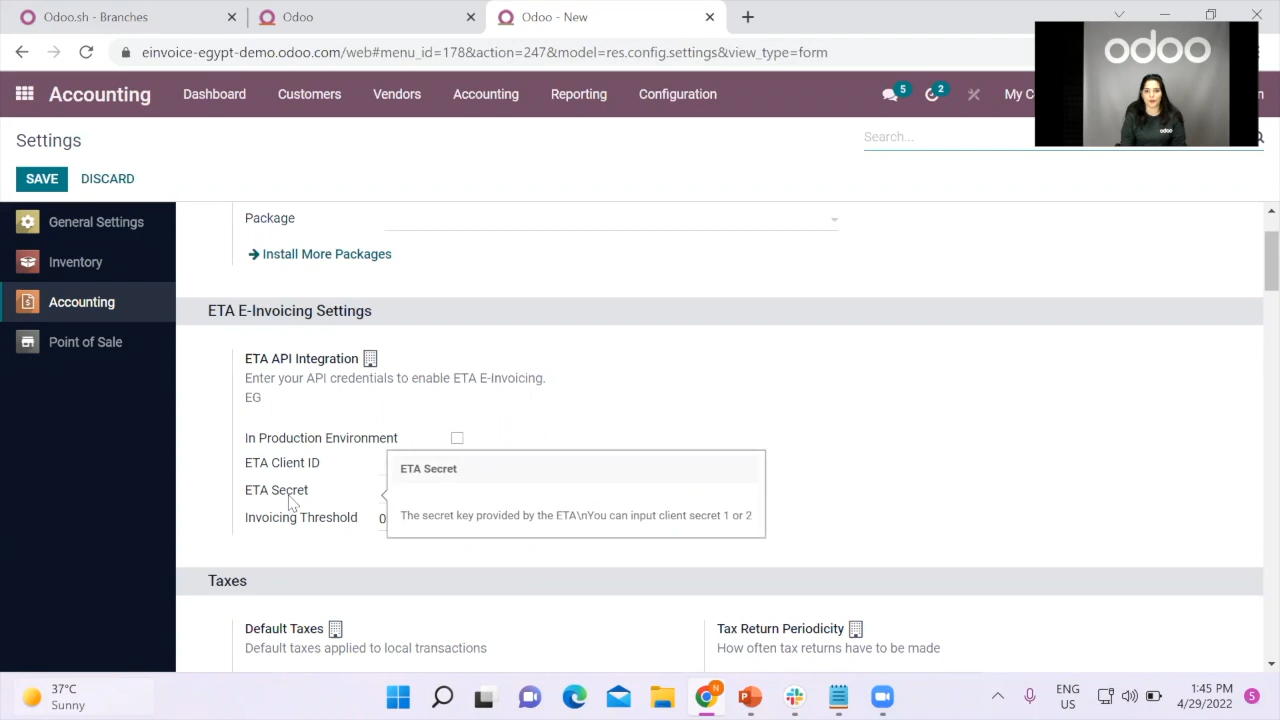 Odoo.sh - Branches
Odoo
Odoo - New
einvoice-egypt-demo.odoo.com/web#menu_id=178&action=247&model=res.config.settings&view_type=form
Accounting
Dashboard
Customers
Vendors
Accounting
Reporting
Configuration
5
2
My C
n
odoo
odoo
Settings
Search...
SAVE
DISCARD
General Settings
Inventory
Accounting
Point of Sale
Package
Install More Packages
ETA E-Invoicing Settings
ETA API Integration
Enter your API credentials to enable ETA E-Invoicing.
EG
In Production Environment
ETA Client ID
ETA Secret
Invoicing Threshold
0
ETA Secret
The secret key provided by the ETA\nYou can input client secret 1 or 2
Taxes
Default Taxes
Default taxes applied to local transactions
Tax Return Periodicity
How often tax returns have to be made
37°C
Sunny
N
ENG
US
1:45 PM
4/29/2022
5